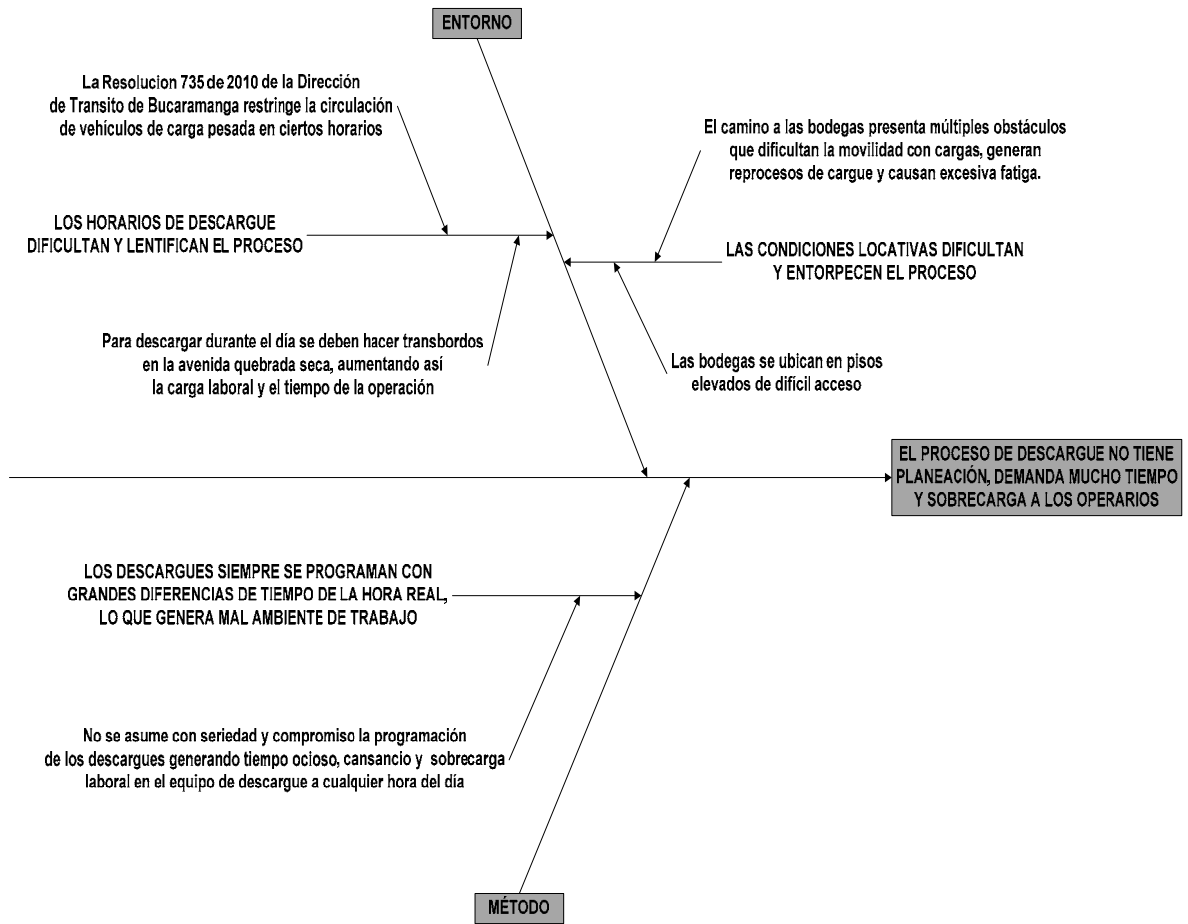 ENTORNO
La Resolucion 735 de 2010 de la Dirección
de Transito de Bucaramanga restringe la circulación
de vehículos de carga pesada en ciertos horarios
El camino a las bodegas presenta múltiples obstáculos
que dificultan la movilidad con cargas, generan
reprocesos de cargue y causan excesiva fatiga.
LOS HORARIOS DE DESCARGUE
DIFICULTAN Y LENTIFICAN EL PROCESO
LAS CONDICIONES LOCATIVAS DIFICULTAN
Y ENTORPECEN EL PROCESO
Para descargar durante el día se deben hacer transbordos
en la avenida quebrada seca, aumentando así
la carga laboral y el tiempo de la operación
Las bodegas se ubican en pisos
elevados de difícil acceso
EL PROCESO DE DESCARGUE NO TIENE
PLANEACIÓN, DEMANDA MUCHO TIEMPO
Y SOBRECARGA A LOS OPERARIOS
LOS DESCARGUES SIEMPRE SE PROGRAMAN CON
GRANDES DIFERENCIAS DE TIEMPO DE LA HORA REAL,
LO QUE GENERA MAL AMBIENTE DE TRABAJO
No se asume con seriedad y compromiso la programación
de los descargues generando tiempo ocioso, cansancio y sobrecarga
laboral en el equipo de descargue a cualquier hora del día
MÉTODO